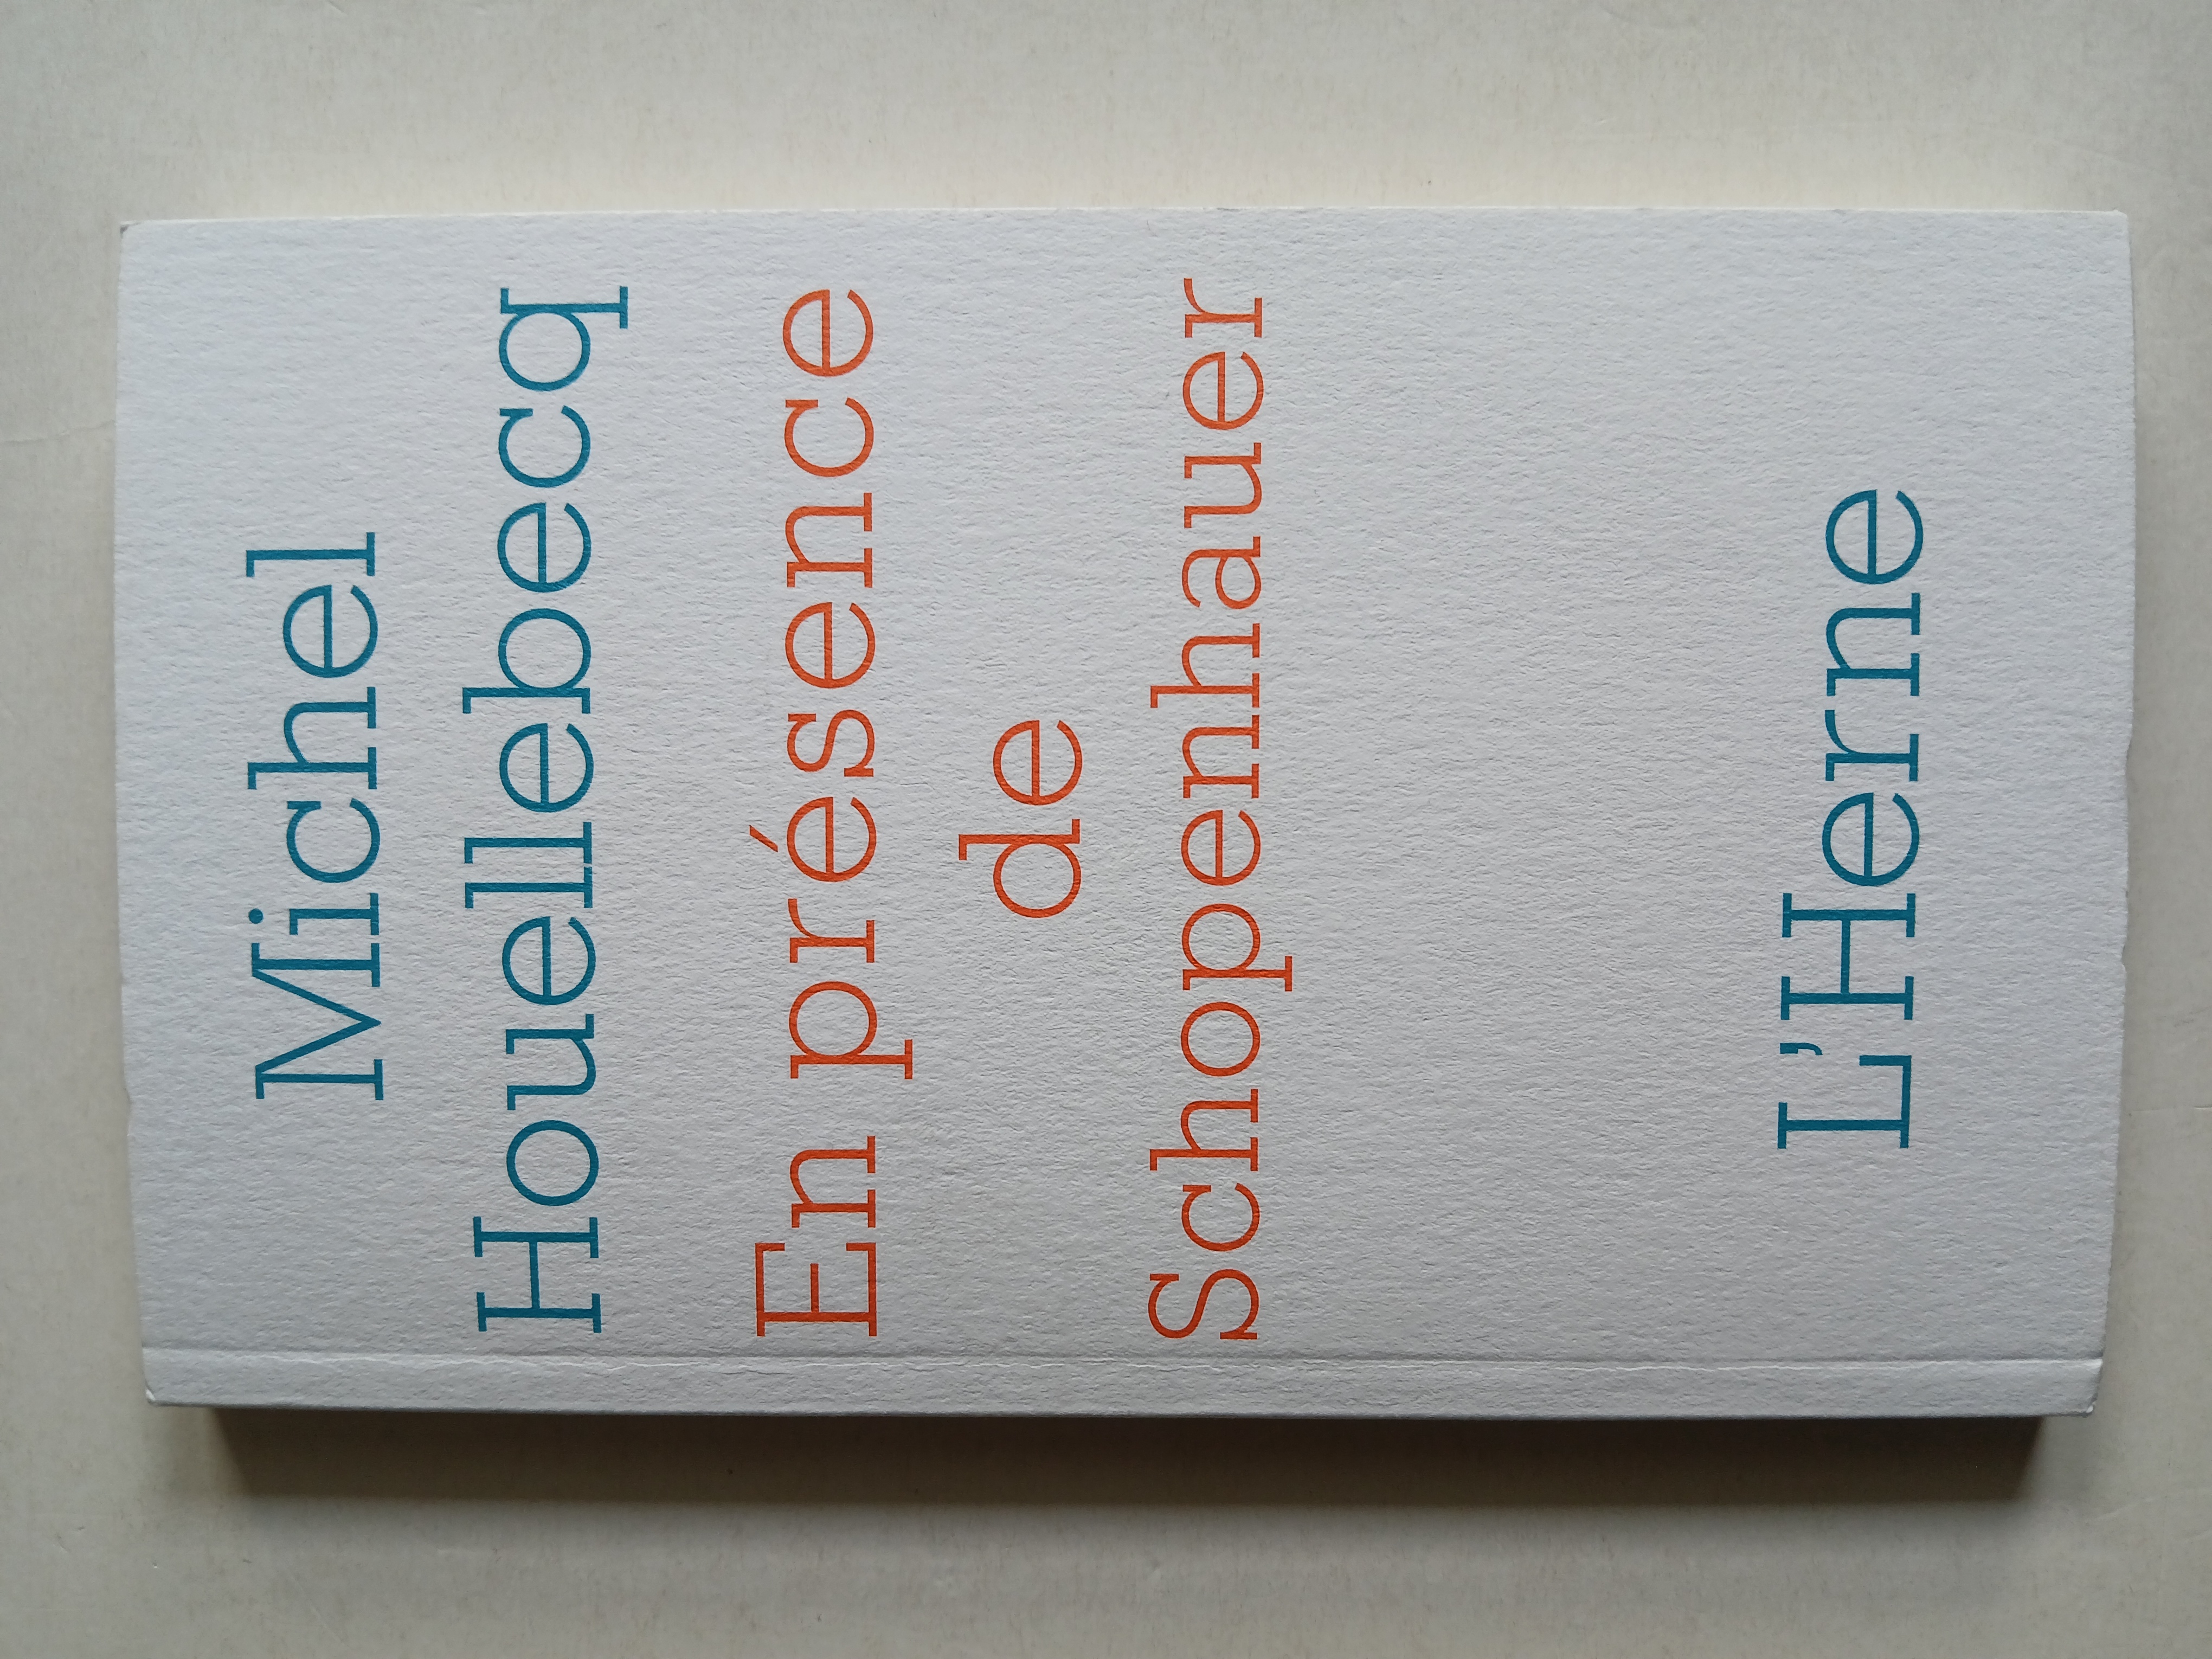 Michel
Houellebecq
En présence
de
Schopenhauer
L'Herne